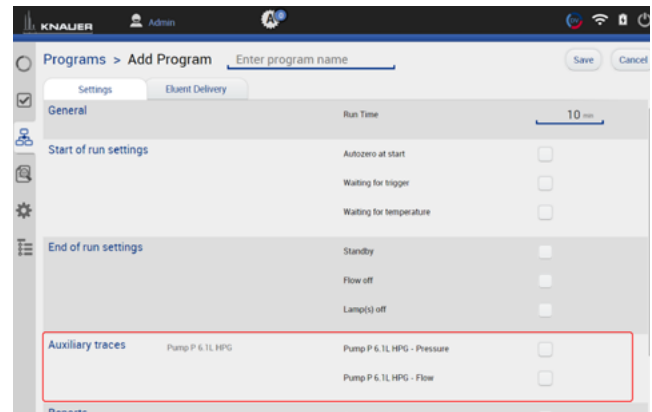 KNAUER Admin
Programs > Add Program Enter program name Save Cancel
Settings Eluent Delivery
General Run Time 10 min
Start of run settings Autozero at start
Waiting for trigger
Waiting for temperature
End of run settings Standby
Flow off
Lamp(s) off
Auxiliary traces Pump P 6.1L HPG Pump P 6.1L HPG - Pressure
Pump P 6.1L HPG - Flow
Reports